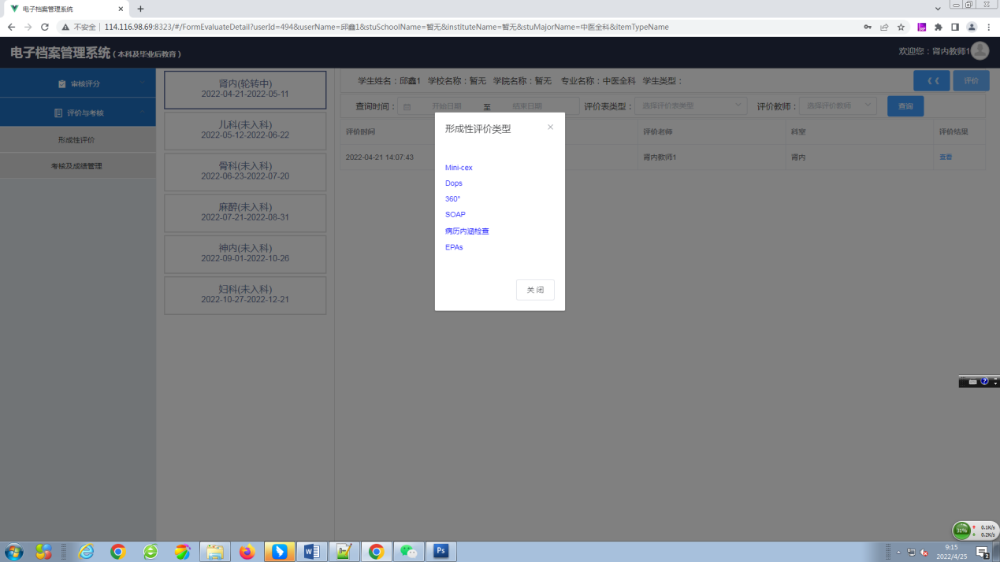 电子档案管理系统
不安全 114.116.98.69:8323/#/FormEvaluateDetail?userId=494&userName=邱鑫1&stuSchoolName=暂无&instituteName=暂无&stuMajorName=中医全科&itemTypeName
电子档案管理系统(本科及毕业后教育)
欢迎您:肾内教师1
审核评分
评价与考核
形成性评价
考核及成绩管理
肾内(轮转中)
2022-04-21-2022-05-11
儿科(未入科)
2022-05-12-2022-06-22
骨科(未入科)
2022-06-23-2022-07-20
麻醉(未入科)
2022-07-21-2022-08-31
神内(未入科)
2022-09-01-2022-10-26
妇科(未入科)
2022-10-27-2022-12-21
学生姓名:邱鑫1 学校名称:暂无 学院名称:暂无 专业名称:中医全科 学生类型:
评价
查询时间: 开始日期 至 结束日期 评价表类型: 选择评价表类型 评价教师: 选择评价教师 查询
评价时间 评价老师 科室 评价结果
2022-04-21 14:07:43 肾内教师1 肾内 查看
形成性评价类型
Mini-cex
Dops
360°
SOAP
病历内涵检查
EPAs
关 闭
31%
0.1K/s
0.2K/s
9:15
2022/4/25
2